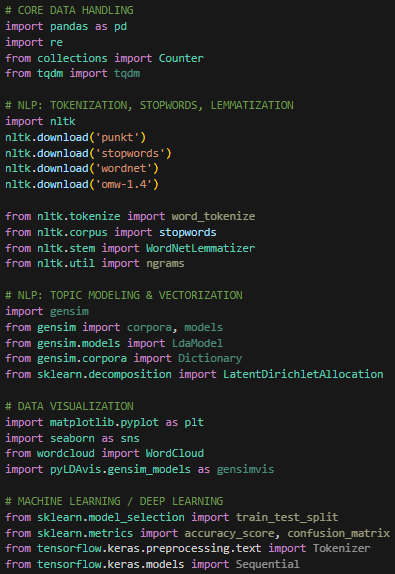 # CORE DATA HANDLING
import pandas as pd
import re
from collections import Counter
from tqdm import tqdm
# NLP: TOKENIZATION, STOPWORDS, LEMMATIZATION
import nltk
nltk.download('punkt')
nltk.download('stopwords')
nltk.download('wordnet')
nltk.download('omw-1.4')
from nltk.tokenize import word_tokenize
from nltk.corpus import stopwords
from nltk.stem import WordNetLemmatizer
from nltk.util import ngrams
# NLP: TOPIC MODELING & VECTORIZATION
import gensim
from gensim import corpora, models
from gensim.models import LdaModel
from gensim.corpora import Dictionary
from sklearn.decomposition import LatentDirichletAllocation
# DATA VISUALIZATION
import matplotlib.pyplot as plt
import seaborn as sns
from wordcloud import WordCloud
import pyLDAvis.gensim_models as gensimvis
# MACHINE LEARNING / DEEP LEARNING
from sklearn.model_selection import train_test_split
from sklearn.metrics import accuracy_score, confusion_matrix
from tensorflow.keras.preprocessing.text import Tokenizer
from tensorflow.keras.models import Sequential